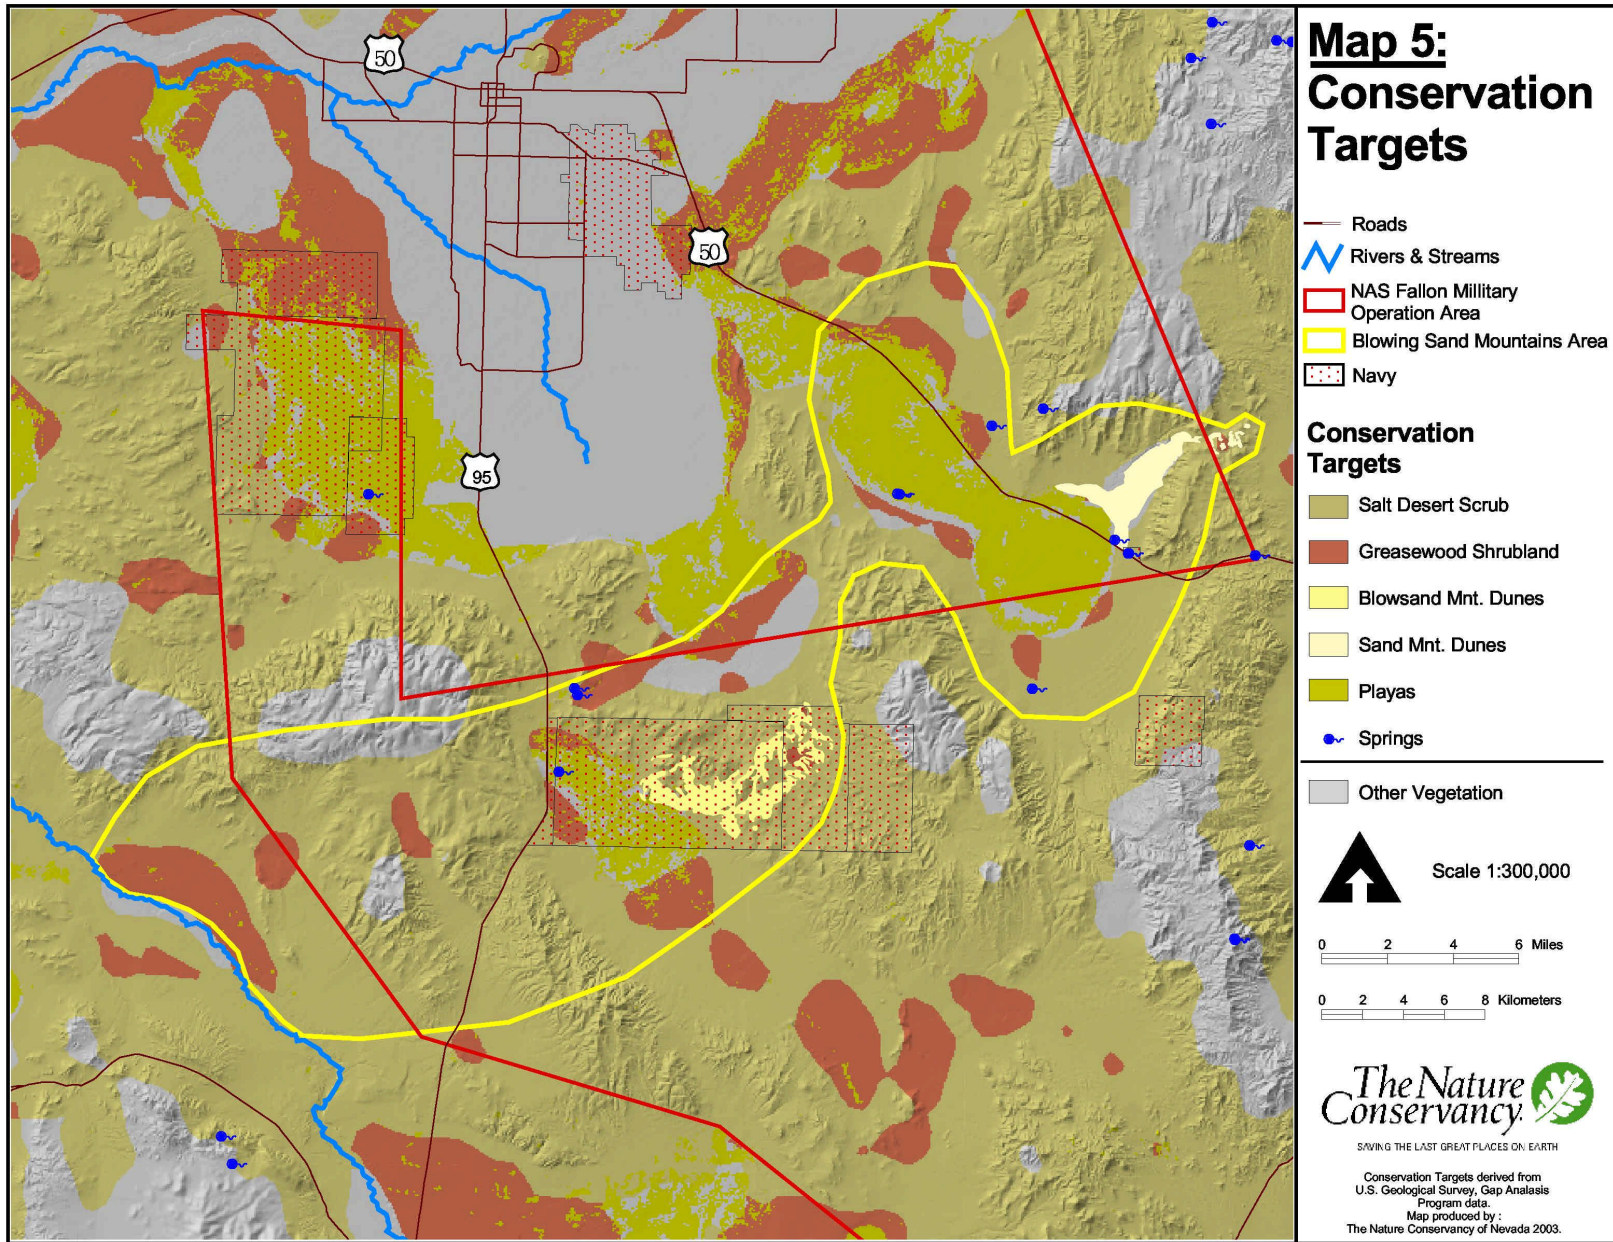 50
50
95
Map 5:
Conservation
Targets
Roads
Rivers & Streams
NAS Fallon Millitary
Operation Area
Blowing Sand Mountains Area
Navy
Conservation
Targets
Salt Desert Scrub
Greasewood Shrubland
Blowsand Mnt. Dunes
Sand Mnt. Dunes
Playas
Springs
Other Vegetation
Scale 1:300,000
0 2 4 6 Miles
0 2 4 6 8 Kilometers
The Nature
Conservancy.
SAVING THE LAST GREAT PLACES ON EARTH
Conservation Targets derived from
U.S. Geological Survey, Gap Analasis
Program data.
Map produced by :
The Nature Conservancy of Nevada 2003.